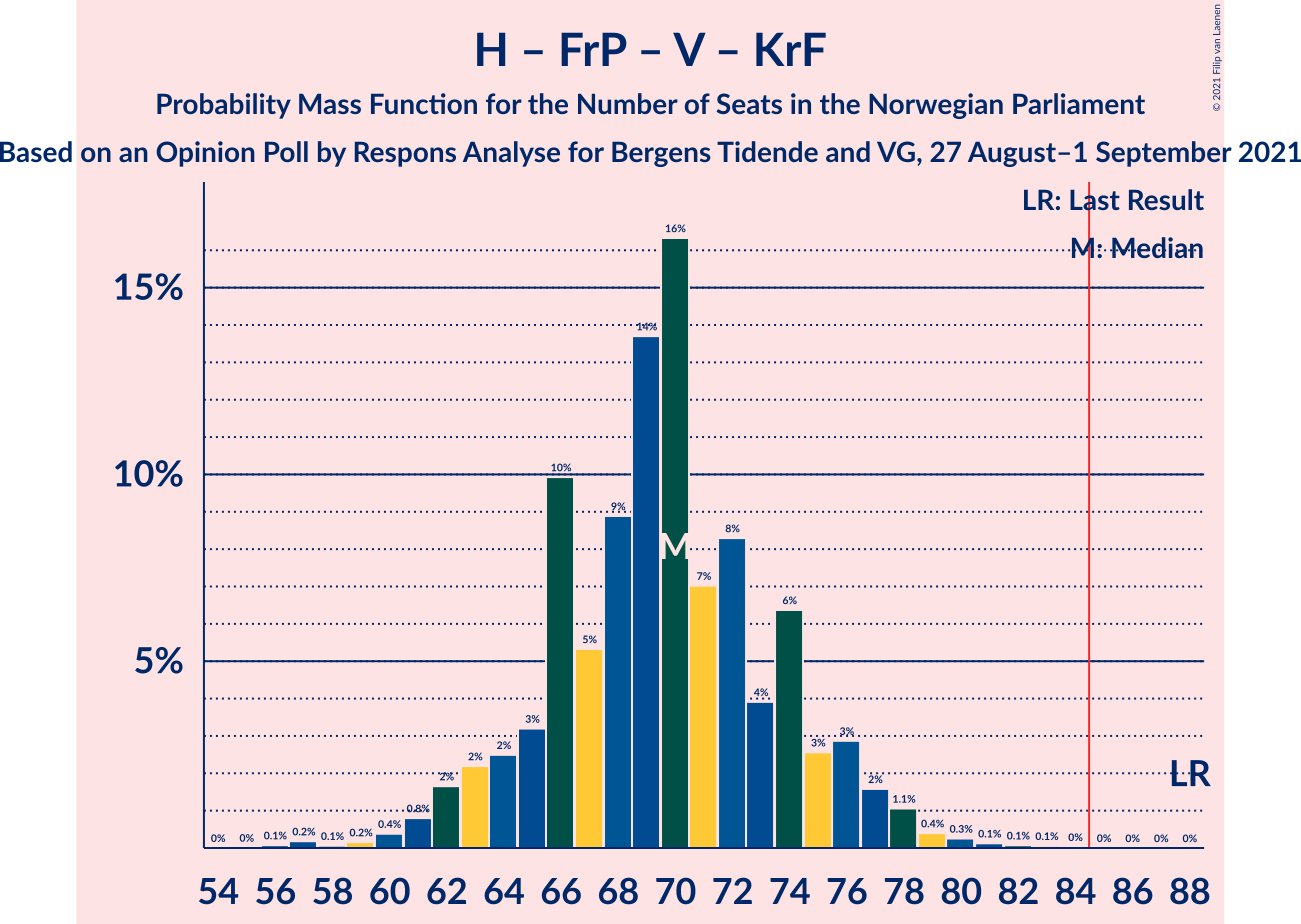 H – FrP – V – KrF
© 2021 Filip van Laenen
Probability Mass Function for the Number of Seats in the Norwegian Parliament
Based on an Opinion Poll by Respons Analyse for Bergens Tidende and VG, 27 August–1 September 2021
LR: Last Result
M: Median
15%
10%
5%
0% 0% 0.1% 0.2% 0.1% 0.2% 0.4% 0.8% 2% 2% 2% 3% 10% 5% 9% 14% 16% 7% 8% 4% 6% 3% 3% 2% 1.1% 0.4% 0.3% 0.1% 0.1% 0.1% 0% 0% 0% 0% 0%
M
LR
54 56 58 60 62 64 66 68 70 72 74 76 78 80 82 84 86 88